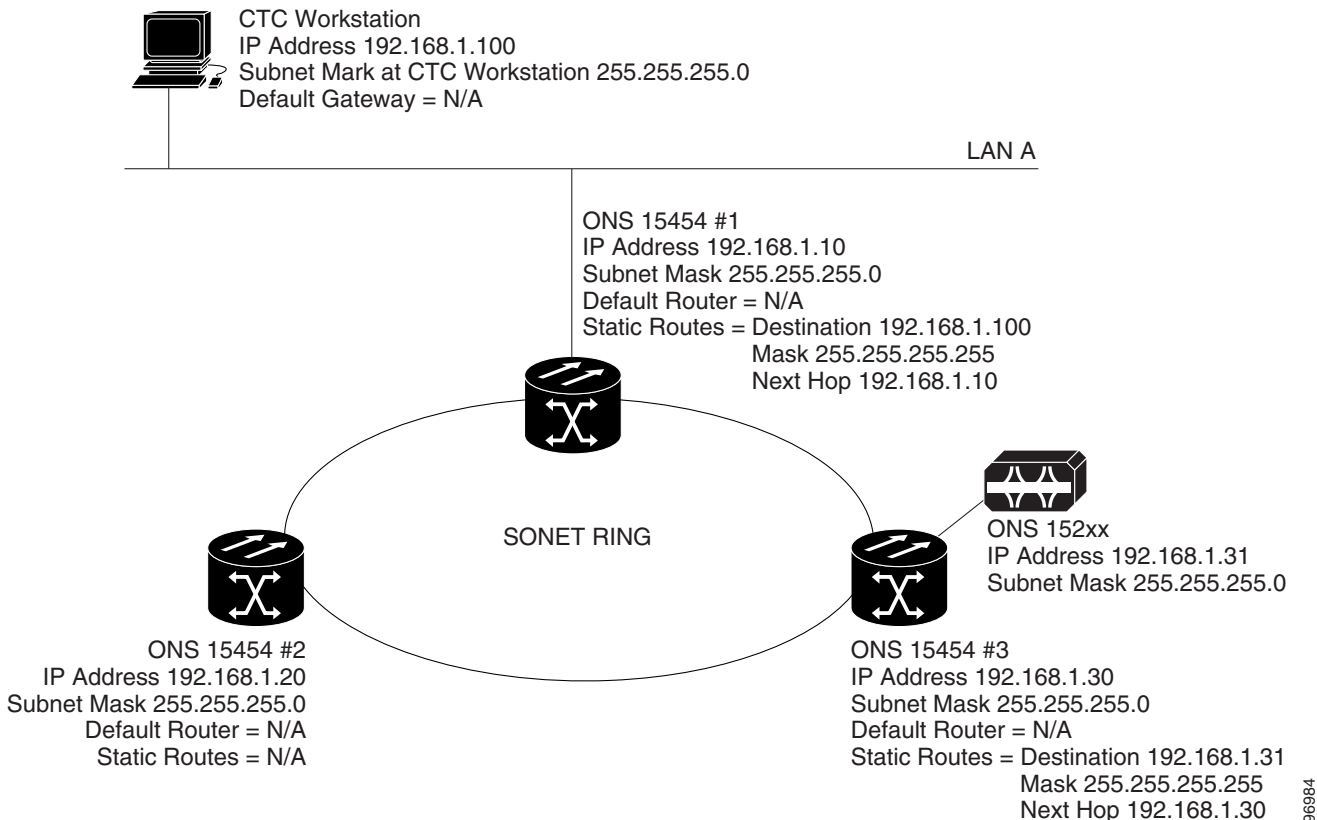 CTC Workstation
IP Address 192.168.1.100
Subnet Mark at CTC Workstation 255.255.255.0
Default Gateway = N/A
LAN A
ONS 15454 #1
IP Address 192.168.1.10
Subnet Mask 255.255.255.0
Default Router = N/A
Static Routes = Destination 192.168.1.100
Mask 255.255.255.255
Next Hop 192.168.1.10
SONET RING
ONS 152xx
IP Address 192.168.1.31
Subnet Mask 255.255.255.0
ONS 15454 #2
IP Address 192.168.1.20
Subnet Mask 255.255.255.0
Default Router = N/A
Static Routes = N/A
ONS 15454 #3
IP Address 192.168.1.30
Subnet Mask 255.255.255.0
Default Router = N/A
Static Routes = Destination 192.168.1.31
Mask 255.255.255.255
Next Hop 192.168.1.30
96984